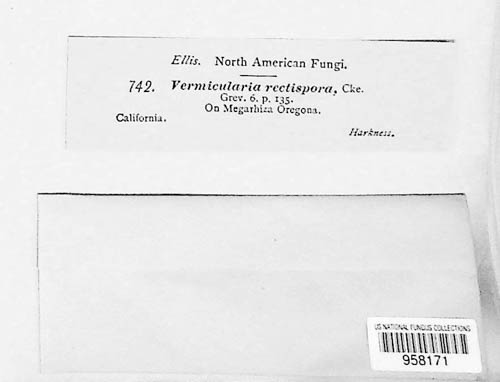 Ellis. North American Fungi.
742. Vermicularia rectispora, Cke.
Grev. 6. p. 135.
On Megarhiza Oregona.
California.
Harkness.
US NATIONAL FUNGUS COLLECTIONS
958171